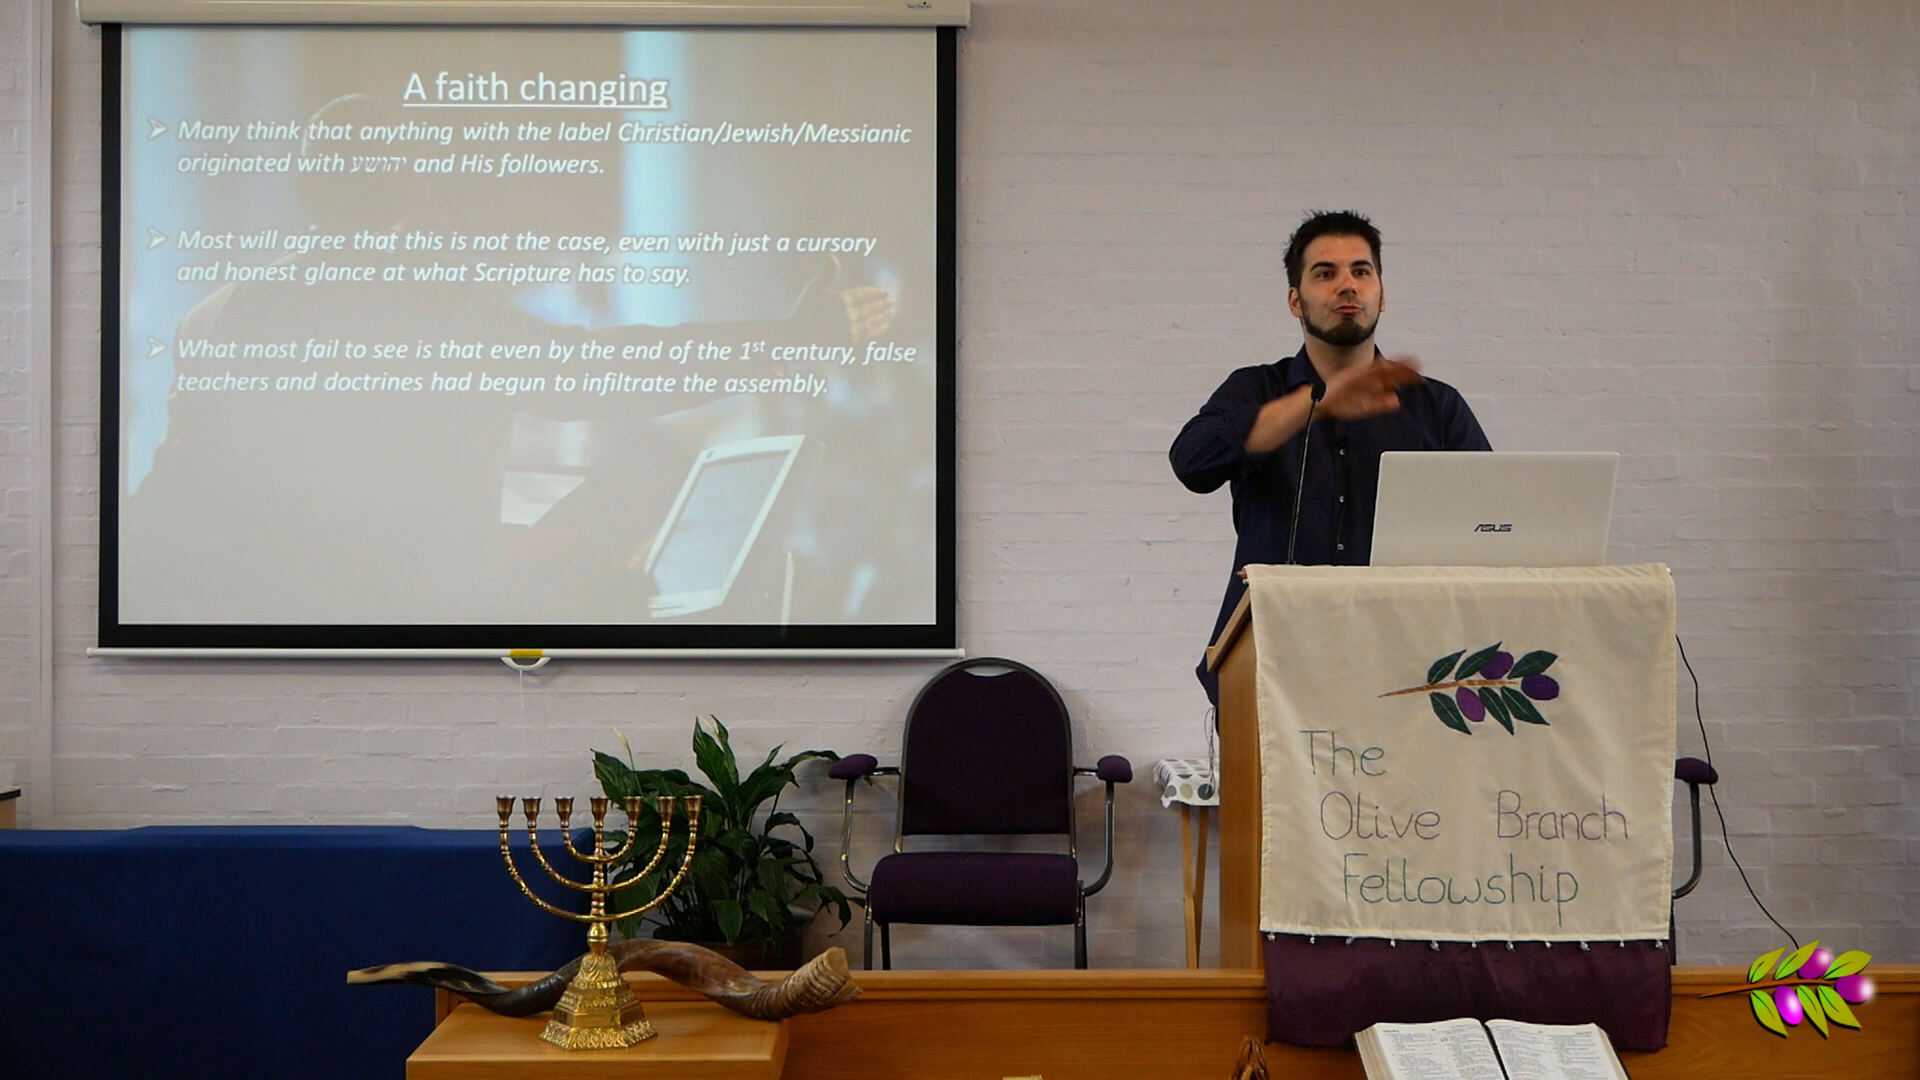 A faith changing
Many think that anything with the label Christian/Jewish/Messianic
originated with יהושע and His followers.
Most will agree that this is not the case, even with just a cursory
and honest glance at what Scripture has to say.
What most fail to see is that even by the end of the 1st century, false
teachers and doctrines had begun to infiltrate the assembly.
ASUS
The
Olive Branch
Fellowship